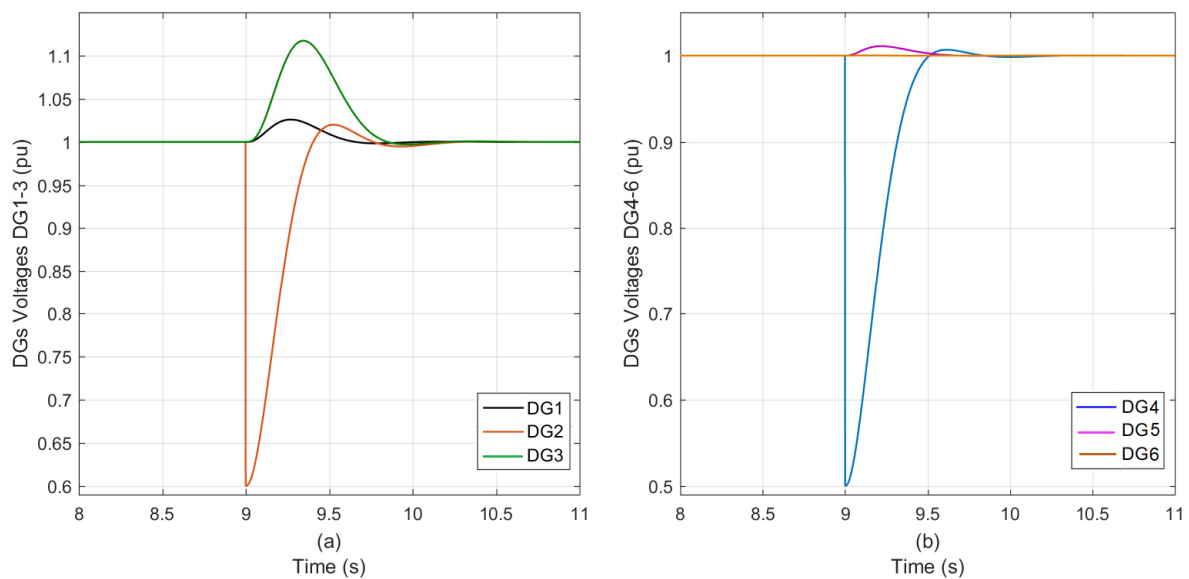 DGs Voltages DG1-3 (pu)
1.1
1.05
1
0.95
0.9
0.85
0.8
0.75
0.7
0.65
0.6
8
8.5
9
9.5
10
10.5
11
DG1
DG2
DG3
(a)
Time (s)
DGs Voltages DG4-6 (pu)
1
0.9
0.8
0.7
0.6
0.5
8
8.5
9
9.5
10
10.5
11
DG4
DG5
DG6
(b)
Time (s)